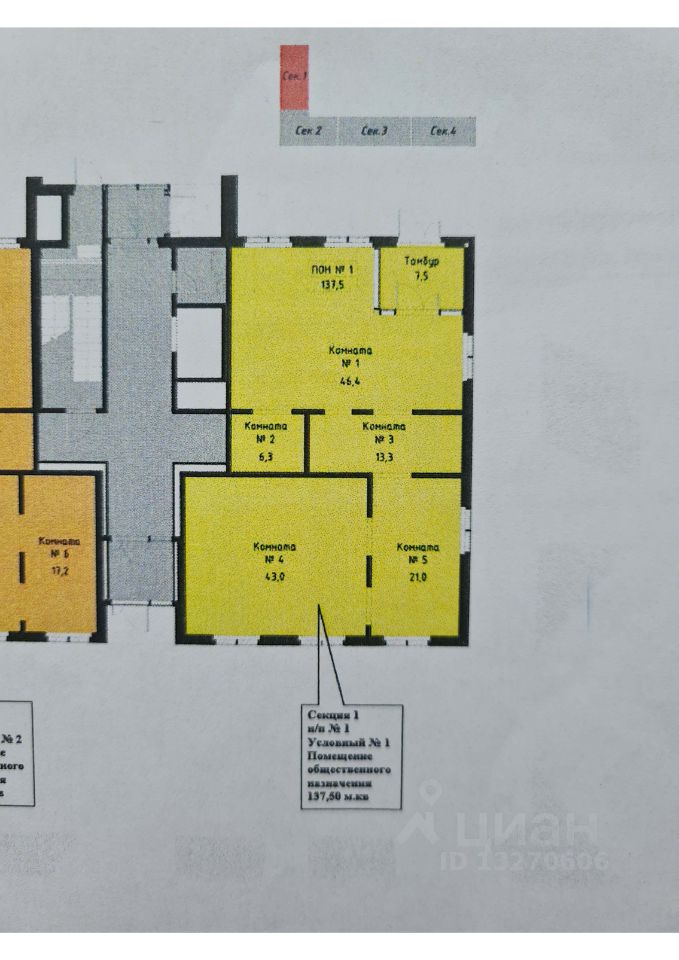 Сек.1
Сек.2
Сек.3
Сек.4
ПОМ № 1
137,5
Тамбур
7,5
Комната
№ 1
46,4
Комната
№ 2
6,3
Комната
№ 3
13,3
Комната
№ 4
43,0
Комната
№ 5
21,0
Комната
№ 6
17,2
№ 2
ного
Секция 1
п/п № 1
Условный № 1
Помещение
общественного
назначения
137,50 м.кв
циан
ID 13270606